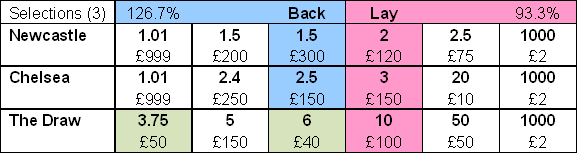 Selections (3) 126.7% Back Lay 93.3%
Newcastle 1.01 1.5 1.5 2 2.5 1000
£999 £200 £300 £120 £75 £2
Chelsea 1.01 2.4 2.5 3 20 1000
£999 £250 £150 £150 £10 £2
The Draw 3.75 5 6 10 50 1000
£50 £150 £40 £100 £50 £2